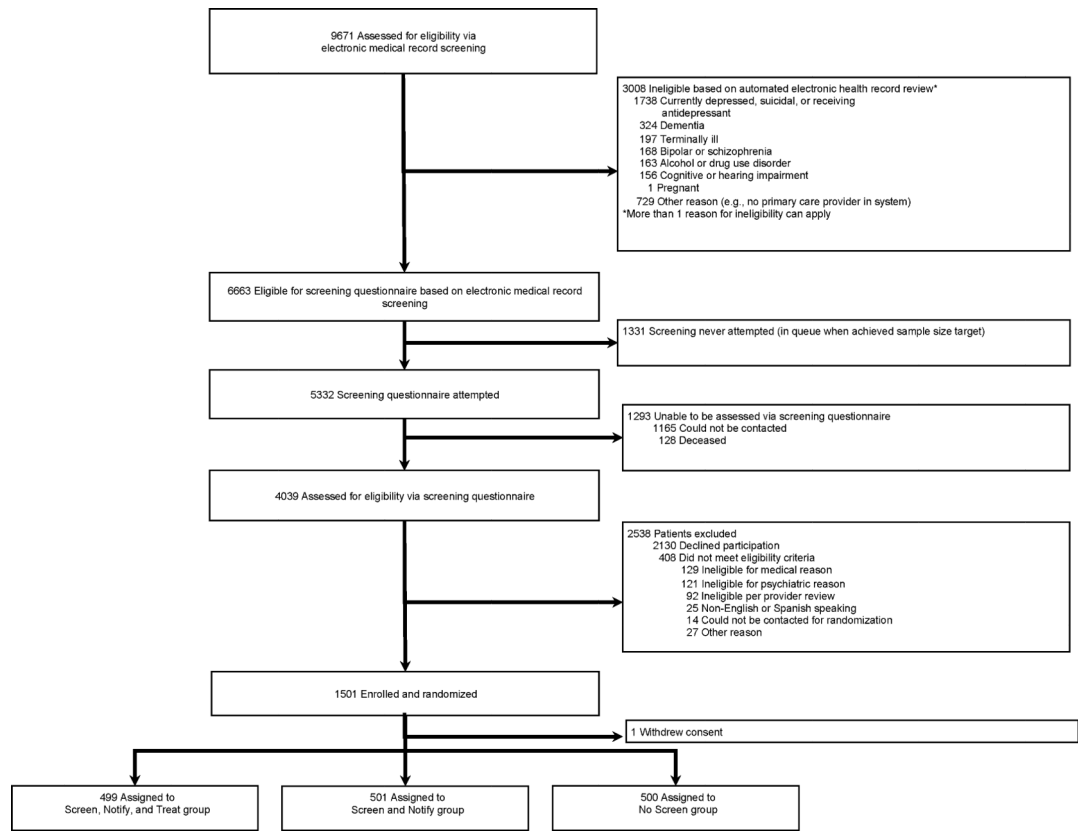 9671 Assessed for eligibility via
electronic medical record screening
3008 Ineligible based on automated electronic health record review*
1738 Currently depressed, suicidal, or receiving
antidepressant
324 Dementia
197 Terminally ill
168 Bipolar or schizophrenia
163 Alcohol or drug use disorder
156 Cognitive or hearing impairment
1 Pregnant
729 Other reason (e.g., no primary care provider in system)
*More than 1 reason for ineligibility can apply
6663 Eligible for screening questionnaire based on electronic medical record
screening
1331 Screening never attempted (in queue when achieved sample size target)
5332 Screening questionnaire attempted
1293 Unable to be assessed via screening questionnaire
1165 Could not be contacted
128 Deceased
4039 Assessed for eligibility via screening questionnaire
2538 Patients excluded
2130 Declined participation
408 Did not meet eligibility criteria
129 Ineligible for medical reason
121 Ineligible for psychiatric reason
92 Ineligible per provider review
25 Non-English or Spanish speaking
14 Could not be contacted for randomization
27 Other reason
1501 Enrolled and randomized
1 Withdrew consent
499 Assigned to
Screen, Notify, and Treat group
501 Assigned to
Screen and Notify group
500 Assigned to
No Screen group